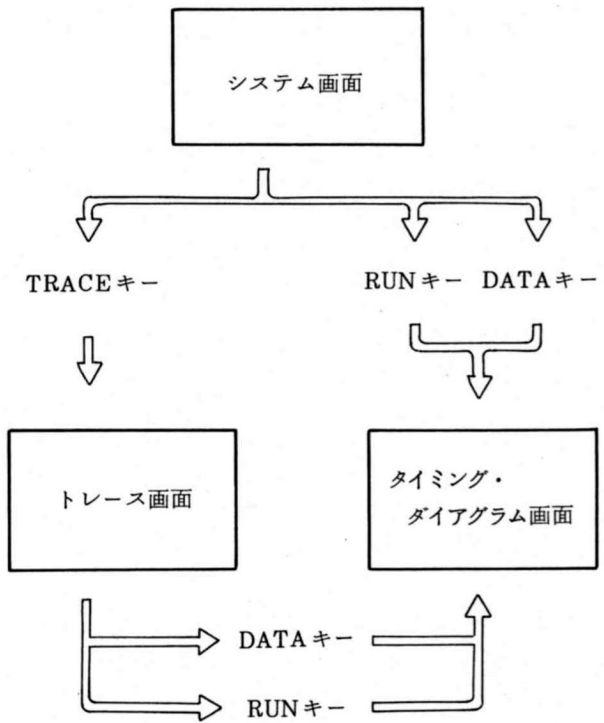 システム画面
TRACEキー
RUNキー DATAキー
トレース画面
タイミング・
ダイアグラム画面
DATAキー
RUNキー